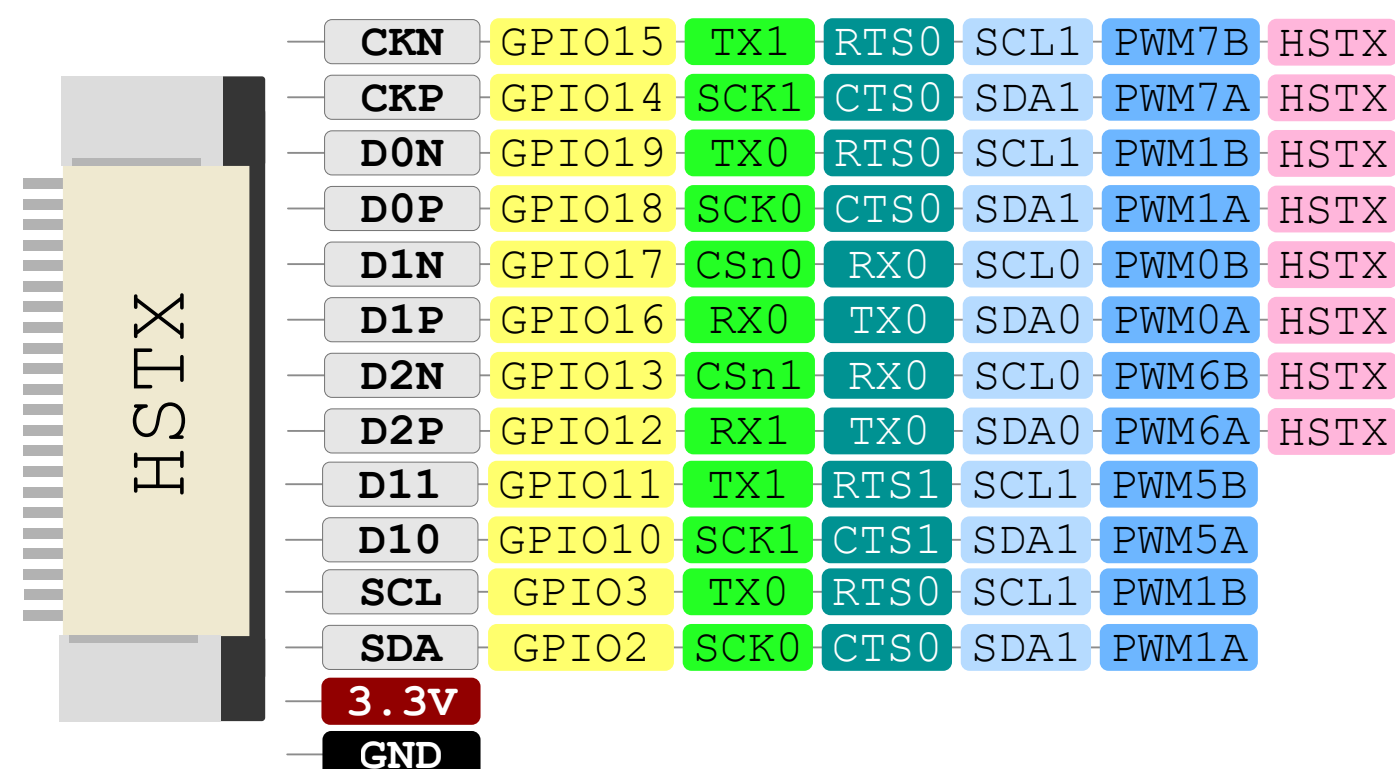 CKN GPIO15 TX1 RTS0 SCL1 PWM7B HSTX
CKP GPIO14 SCK1 CTS0 SDA1 PWM7A HSTX
D0N GPIO19 TX0 RTS0 SCL1 PWM1B HSTX
D0P GPIO18 SCK0 CTS0 SDA1 PWM1A HSTX
D1N GPIO17 CSn0 RX0 SCL0 PWM0B HSTX
D1P GPIO16 RX0 TX0 SDA0 PWM0A HSTX
D2N GPIO13 CSn1 RX0 SCL0 PWM6B HSTX
D2P GPIO12 RX1 TX0 SDA0 PWM6A HSTX
D11 GPIO11 TX1 RTS1 SCL1 PWM5B
D10 GPIO10 SCK1 CTS1 SDA1 PWM5A
SCL GPIO3 TX0 RTS0 SCL1 PWM1B
SDA GPIO2 SCK0 CTS0 SDA1 PWM1A
3.3V
GND
HSTX